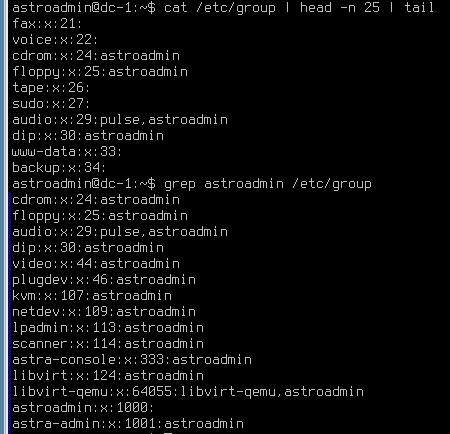 astroadmin@dc-1:~$ cat /etc/group | head -n 25 | tail
fax:x:21:
voice:x:22:
cdrom:x:24:astroadmin
floppy:x:25:astroadmin
tape:x:26:
sudo:x:27:
audio:x:29:pulse,astroadmin
dip:x:30:astroadmin
www-data:x:33:
backup:x:34:
astroadmin@dc-1:~$ grep astroadmin /etc/group
cdrom:x:24:astroadmin
floppy:x:25:astroadmin
audio:x:29:pulse,astroadmin
dip:x:30:astroadmin
video:x:44:astroadmin
plugdev:x:46:astroadmin
kvm:x:107:astroadmin
netdev:x:109:astroadmin
lpadmin:x:113:astroadmin
scanner:x:114:astroadmin
astra-console:x:333:astroadmin
libvirt:x:124:astroadmin
libvirt-qemu:x:64055:libvirt-qemu,astroadmin
astroadmin:x:1000:
astra-admin:x:1001:astroadmin